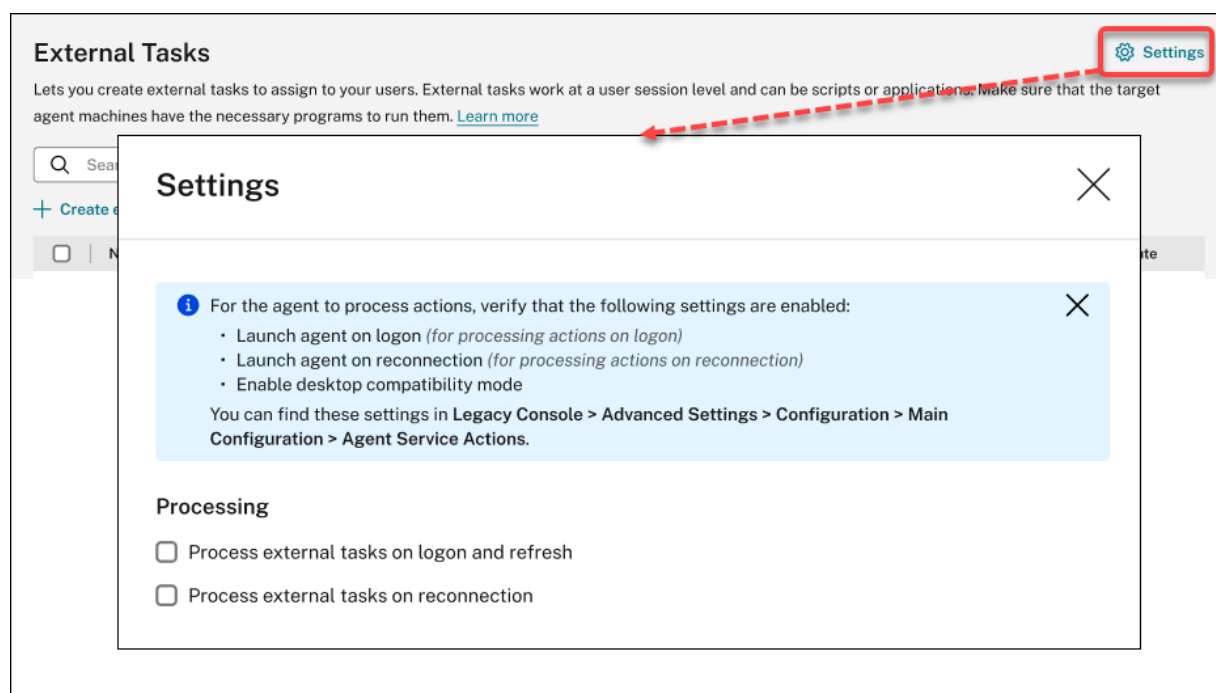 External Tasks
Settings
Lets you create external tasks to assign to your users. External tasks work at a user session level and can be scripts or applications. Make sure that the target
agent machines have the necessary programs to run them. Learn more
Settings
For the agent to process actions, verify that the following settings are enabled:
• Launch agent on logon (for processing actions on logon)
• Launch agent on reconnection (for processing actions on reconnection)
• Enable desktop compatibility mode
You can find these settings in Legacy Console > Advanced Settings > Configuration > Main
Configuration > Agent Service Actions.
Processing
Process external tasks on logon and refresh
Process external tasks on reconnection
+ Create